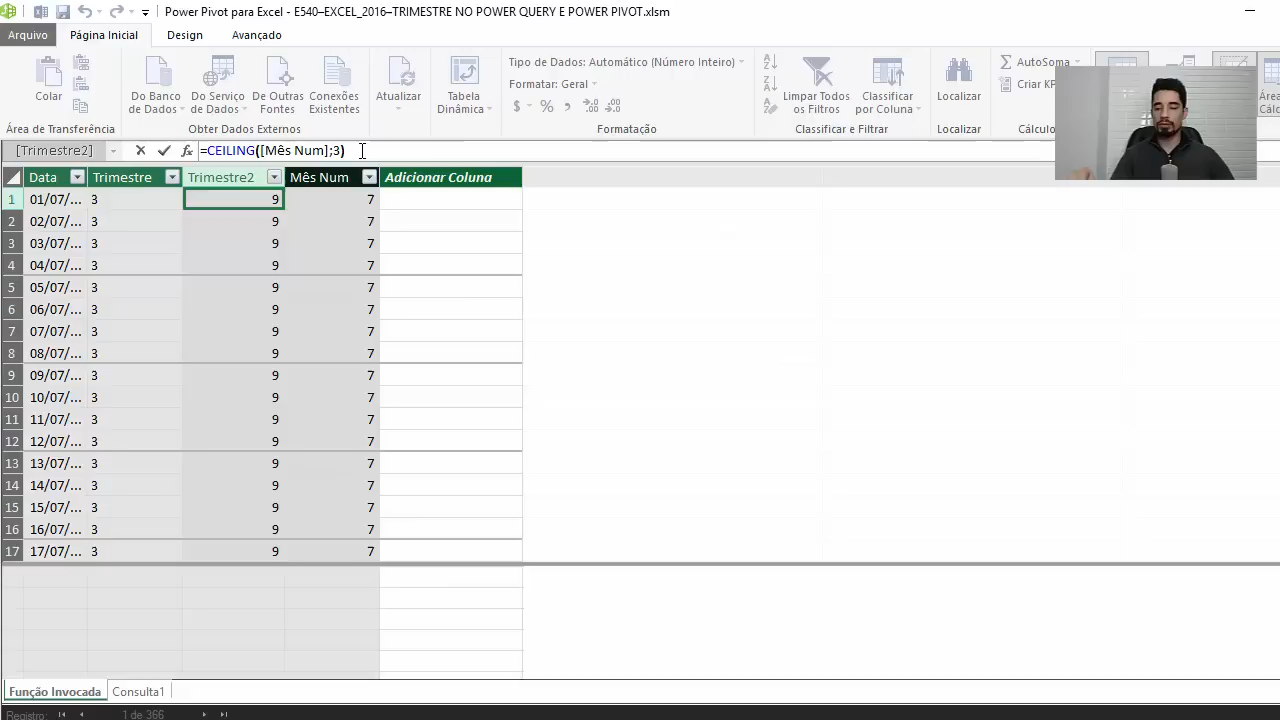 Power Pivot para Excel - E540–EXCEL_2016–TRIMESTRE NO POWER QUERY E POWER PIVOT.xlsm
Arquivo Página Inicial Design Avançado
Colar
Área de Transferência
Do Banco de Dados
Do Serviço de Dados
De Outras Fontes
Conexões Existentes
Obter Dados Externos
Atualizar
Tabela Dinâmica
Tipo de Dados: Automático (Número Inteiro)
Formatar: Geral
$ % ,
Formatação
Limpar Todos os Filtros
Classificar por Coluna
Classificar e Filtrar
Localizar
Localizar
AutoSoma
Criar KP
Cálculo
[Trimestre2] fx =CEILING([Mês Num];3)
Data Trimestre Trimestre2 Mês Num Adicionar Coluna
1 01/07/... 3 9 7
2 02/07/... 3 9 7
3 03/07/... 3 9 7
4 04/07/... 3 9 7
5 05/07/... 3 9 7
6 06/07/... 3 9 7
7 07/07/... 3 9 7
8 08/07/... 3 9 7
9 09/07/... 3 9 7
10 10/07/... 3 9 7
11 11/07/... 3 9 7
12 12/07/... 3 9 7
13 13/07/... 3 9 7
14 14/07/... 3 9 7
15 15/07/... 3 9 7
16 16/07/... 3 9 7
17 17/07/... 3 9 7
Função Invocada Consulta1
Registro: 1 de 366